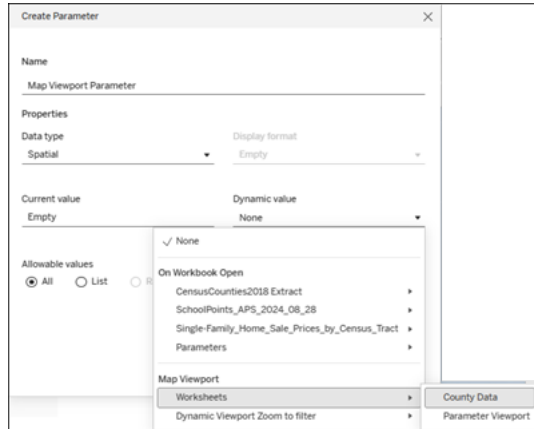 Create Parameter
Name
Map Viewport Parameter
Properties
Data type
Display format
Spatial
Empty
Current value
Dynamic value
Empty
None
None
Allowable values
All
List
R
On Workbook Open
CensusCounties2018 Extract
SchoolPoints_APS_2024_08_28
Single-Family_Home_Sale_Prices_by_Census_Tract
Parameters
Map Viewport
Worksheets
County Data
Dynamic Viewport Zoom to filter
Parameter Viewport